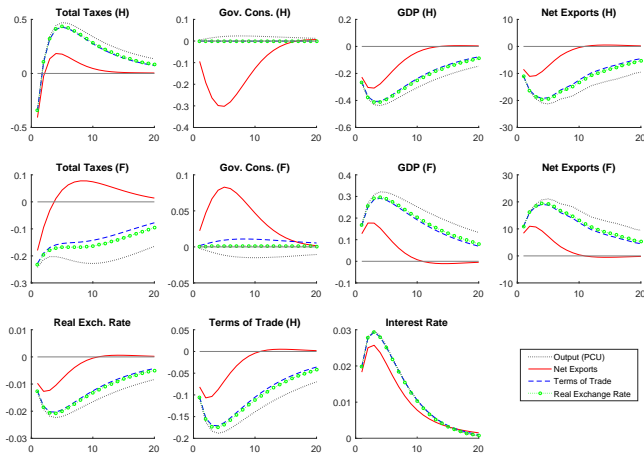 Total Taxes (H)
Gov. Cons. (H)
GDP (H)
Net Exports (H)
0.5
0
-0.5
0 10 20
0.1
0
-0.1
-0.2
-0.3
-0.4
0 10 20
0.2
0
-0.2
-0.4
-0.6
0 10 20
10
0
-10
-20
-30
0 10 20
Total Taxes (F)
Gov. Cons. (F)
GDP (F)
Net Exports (F)
0.1
0
-0.1
-0.2
-0.3
0 10 20
0.1
0.05
0
-0.05
0 10 20
0.4
0.3
0.2
0.1
0
-0.1
0 10 20
30
20
10
0
-10
0 10 20
Real Exch. Rate
Terms of Trade (H)
Interest Rate
0.01
0
-0.01
-0.02
-0.03
0 10 20
0.05
0
-0.05
-0.1
-0.15
-0.2
0 10 20
0.03
0.02
0.01
0
0 10 20
Output (PCU)
Net Exports
Terms of Trade
Real Exchange Rate